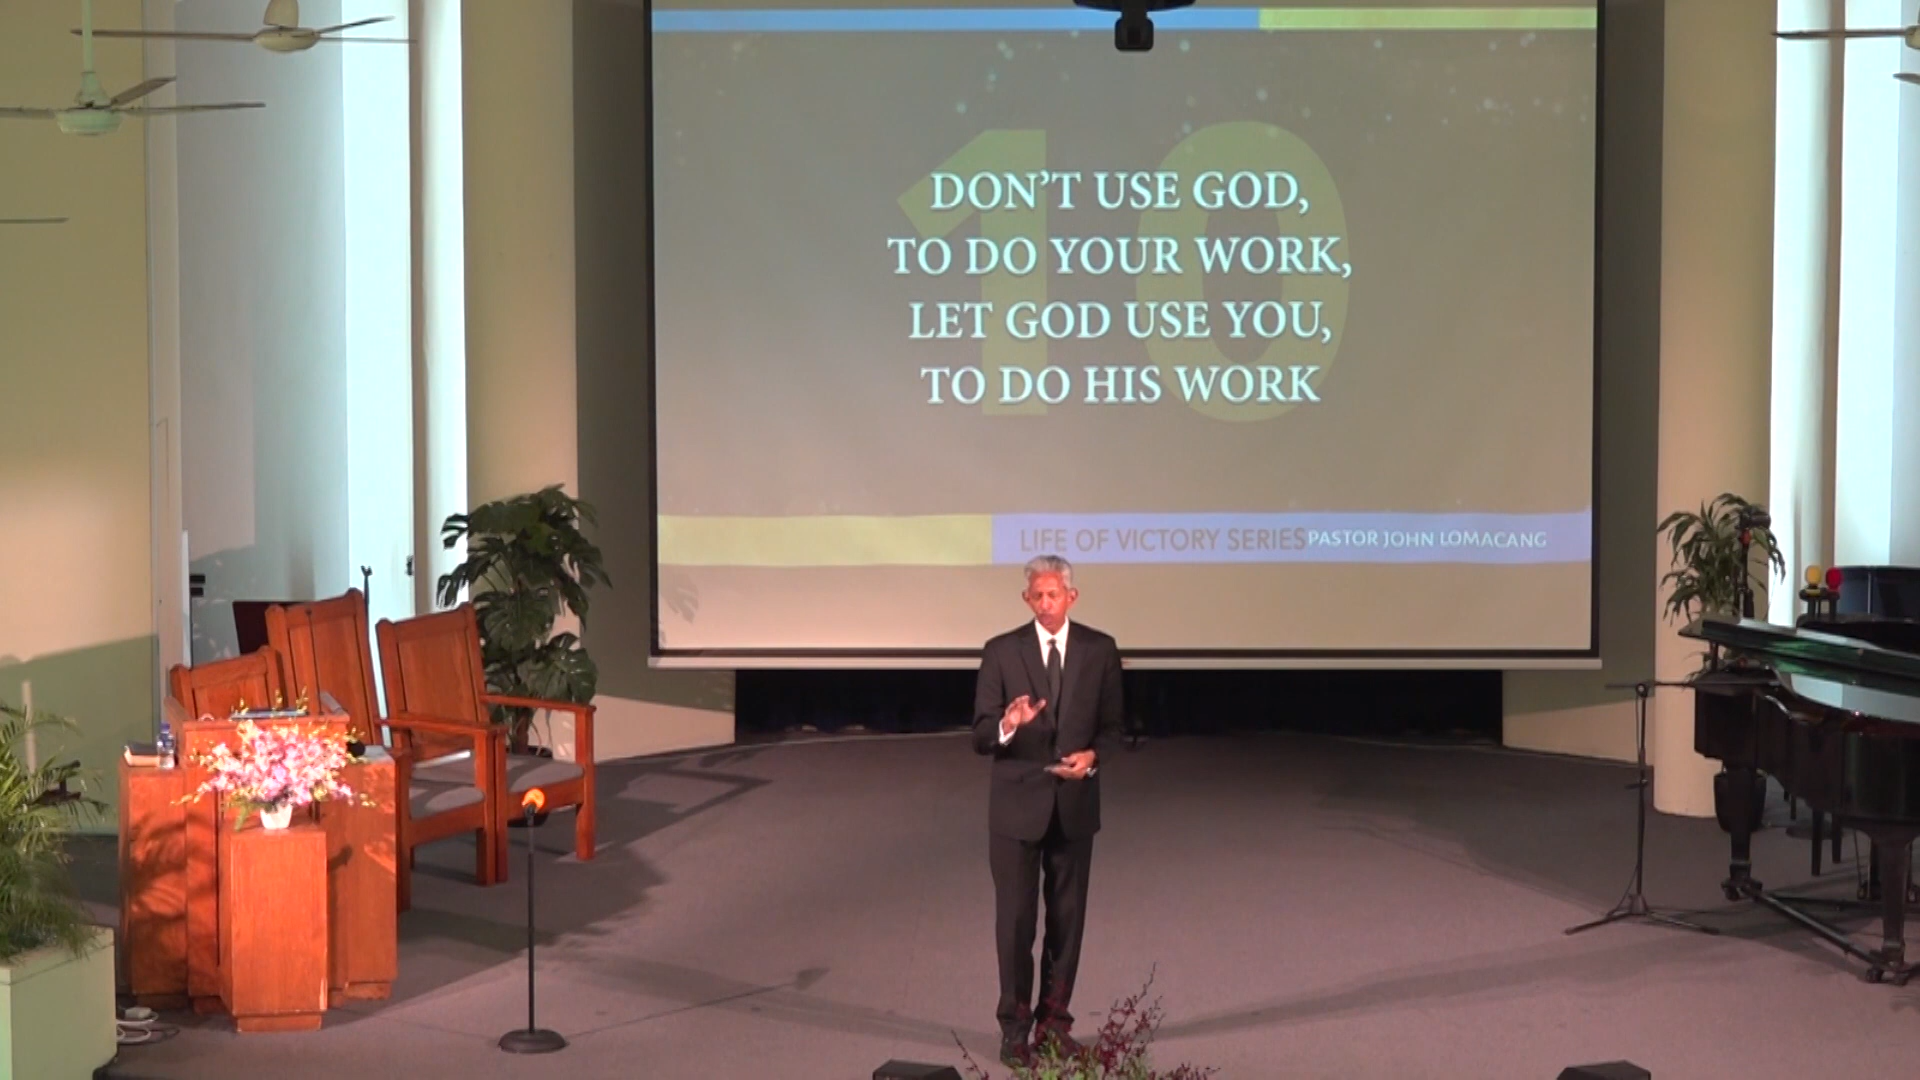 10
DON'T USE GOD,
TO DO YOUR WORK,
LET GOD USE YOU,
TO DO HIS WORK
LIFE OF VICTORY SERIES PASTOR JOHN LOMACANG